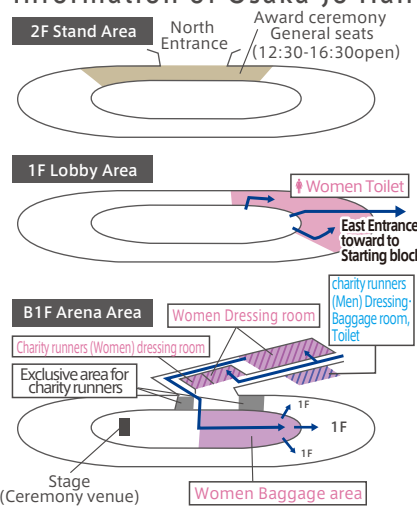 Information of Osaka-jo Hall
2F Stand Area
North
Entrance
Award ceremony
General seats
(12:30-16:30open)
1F Lobby Area
Women Toilet
East Entrance
toward to
Starting block
B1F Arena Area
Women Dressing room
charity runners
(Men) Dressing·
Baggage room,
Toilet
Charity runners (Women) dressing room
Exclusive area for
charity runners
1F
1F
1F
Stage
(Ceremony venue)
Women Baggage area